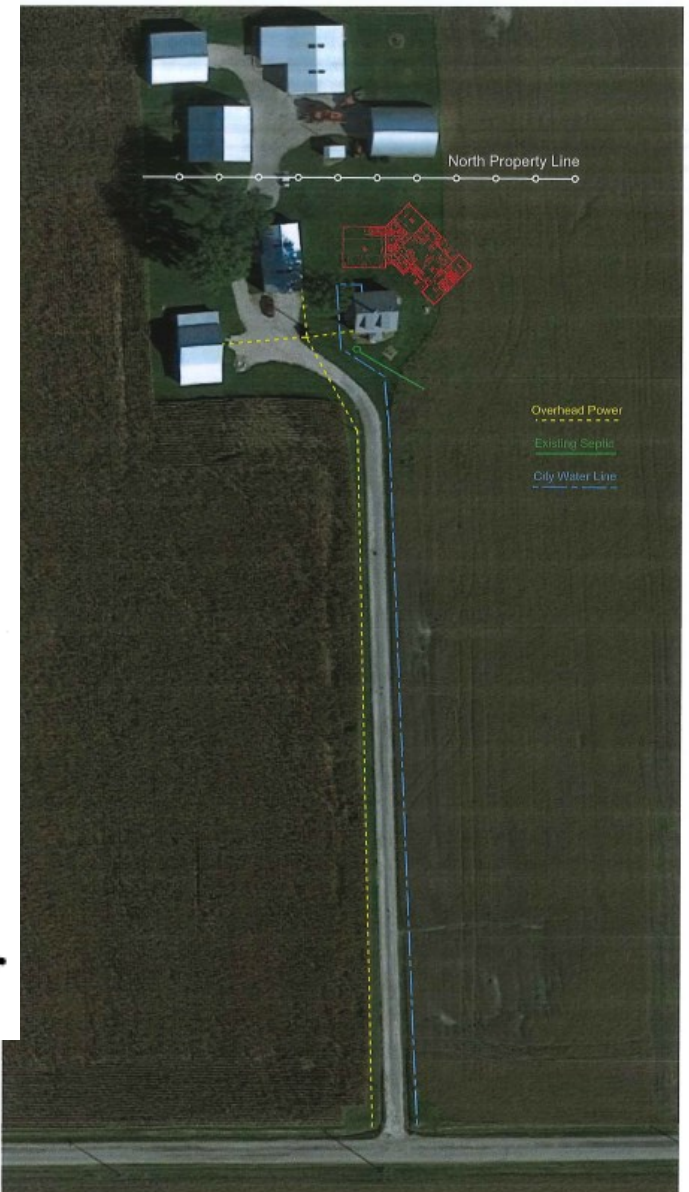 North Property Line
Overhead Power
Existing Septic
City Water Line